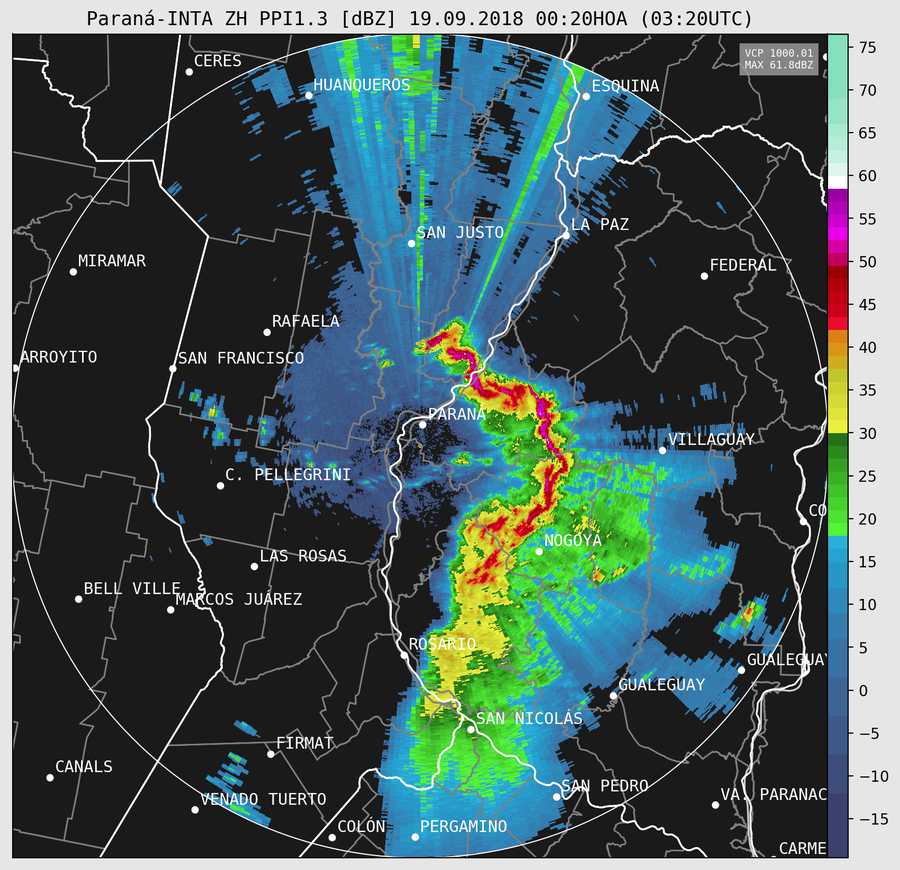 Paraná-INTA ZH PPI1.3 [dBZ] 19.09.2018 00:20HOA (03:20UTC)
VCP 1000.01
MAX 61.8dBZ
75
70
65
60
55
50
45
40
35
30
25
20
15
10
5
0
−5
−10
−15
CERES
HUANQUEROS
ESQUINA
SAN JUSTO
LA PAZ
MIRAMAR
FEDERAL
RAFAELA
ARROYITO
SAN FRANCISCO
PARANÁ
VILLAGUAY
C. PELLEGRINI
CO
NOGOYÁ
LAS ROSAS
BELL VILLE
MARCOS JUÁREZ
ROSARIO
GUALEGUAY
GUALEGUAY
SAN NICOLÁS
FIRMAT
CANALS
SAN PEDRO
VENADO TUERTO
VA. PARANAC
COLÓN
PERGAMINO
CARME